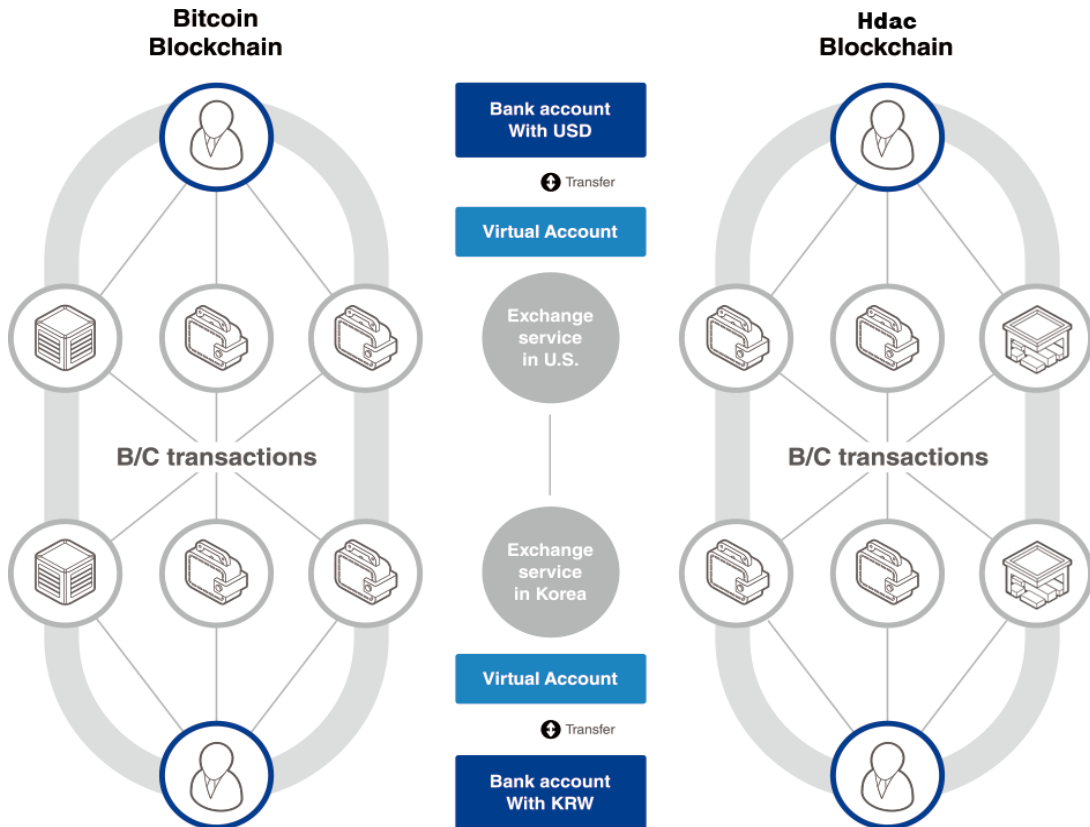 Bitcoin
Blockchain
Hdac
Blockchain
Bank account
With USD
Transfer
Virtual Account
Exchange
service
in U.S.
B/C transactions
B/C transactions
Exchange
service
in Korea
Virtual Account
Transfer
Bank account
With KRW